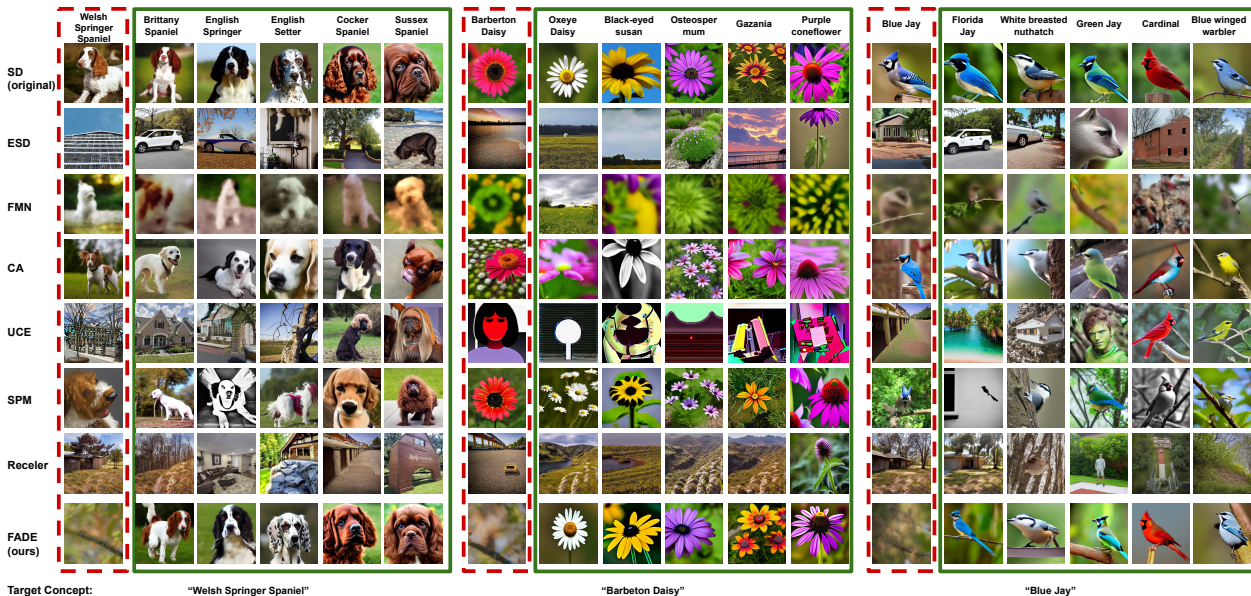 Welsh
Springer
Spaniel
Brittany
Spaniel
English
Springer
English
Setter
Cocker
Spaniel
Sussex
Spaniel
Barberton
Daisy
Oxeye
Daisy
Black-eyed
susan
Osteosper
mum
Gazania
Purple
coneflower
Blue Jay
Florida
Jay
White breasted
nuthatch
Green Jay
Cardinal
Blue winged
warbler
SD
(original)
ESD
FMN
CA
UCE
SPM
Receler
FADE
(ours)
Target Concept:
“Welsh Springer Spaniel”
“Barbeton Daisy”
“Blue Jay”